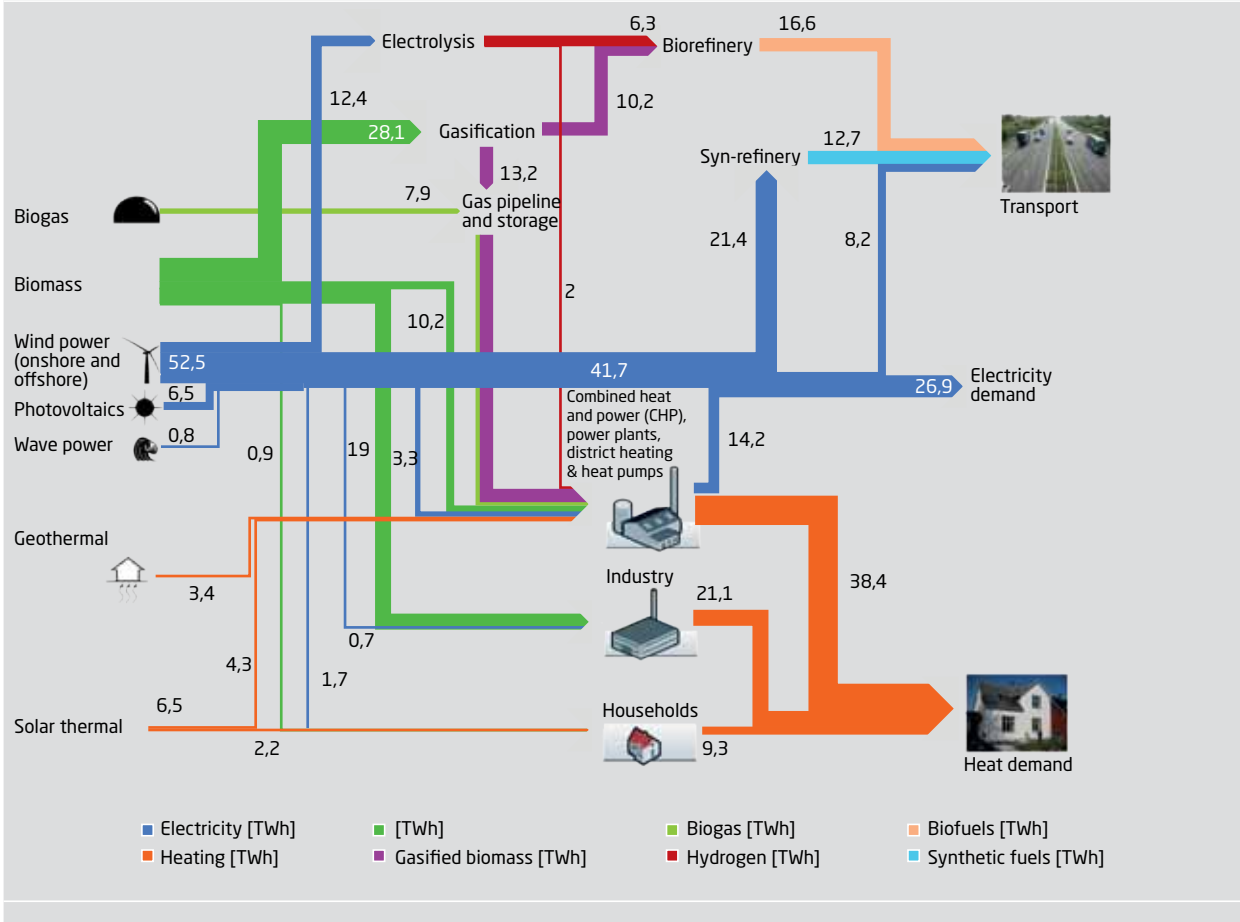 6,3
16,6
Electrolysis
Biorefinery
12,4
10,2
28,1
Gasification
12,7
Syn-refinery
13,2
7,9
Gas pipeline
and storage
Transport
Biogas
21,4
8,2
Biomass
2
10,2
Wind power
(onshore and
offshore)
52,5
41,7
Electricity
demand
26,9
6,5
Photovoltaics
Combined heat
and power (CHP),
power plants,
district heating
& heat pumps
0,8
Wave power
0,9
19
3,3
14,2
Geothermal
3,4
Industry
21,1
38,4
0,7
4,3
1,7
6,5
Solar thermal
2,2
Households
9,3
Heat demand
Electricity [TWh]
[TWh]
Biogas [TWh]
Biofuels [TWh]
Heating [TWh]
Gasified biomass [TWh]
Hydrogen [TWh]
Synthetic fuels [TWh]